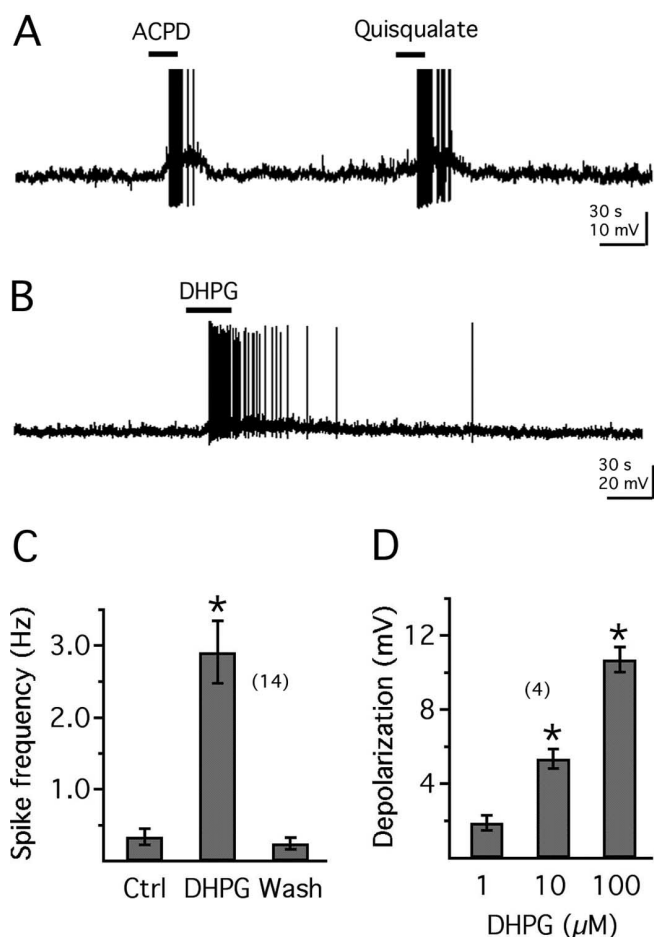 A
ACPD
Quisqualate
30 s
10 mV
B
DHPG
30 s
20 mV
C
Spike frequency (Hz)
3.0
2.0
1.0
*
(14)
Ctrl DHPG Wash
D
Depolarization (mV)
12
8
4
(4)
*
*
1 10 100
DHPG (µM)